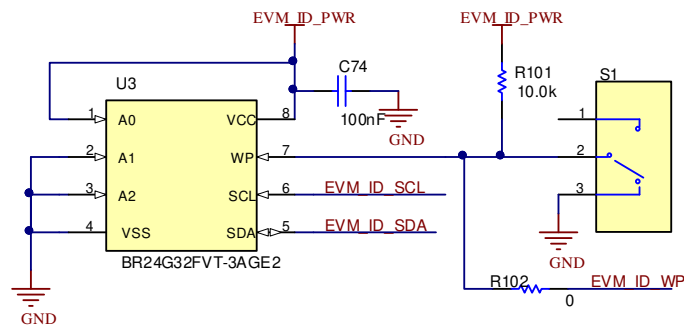 EVM_ID_PWR
EVM_ID_PWR
U3
C74
100nF
GND
R101
10.0k
S1
1
A0
VCC
8
2
A1
WP
7
3
A2
SCL
6
EVM_ID_SCL
4
VSS
SDA
5
EVM_ID_SDA
BR24G32FVT-3AGE2
1
2
3
GND
R102
0
EVM_ID_WP
GND